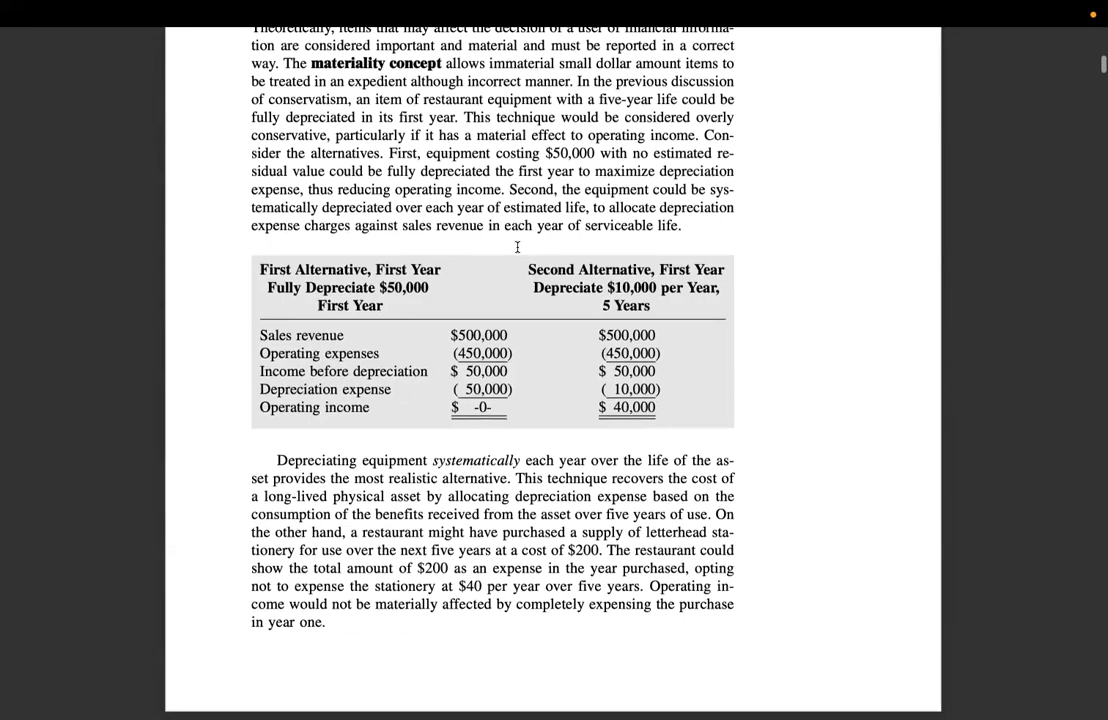 Theoretically, items that may affect the decision of a user of financial informa-
tion are considered important and material and must be reported in a correct
way. The materiality concept allows immaterial small dollar amount items to
be treated in an expedient although incorrect manner. In the previous discussion
of conservatism, an item of restaurant equipment with a five-year life could be
fully depreciated in its first year. This technique would be considered overly
conservative, particularly if it has a material effect to operating income. Con-
sider the alternatives. First, equipment costing $50,000 with no estimated re-
sidual value could be fully depreciated the first year to maximize depreciation
expense, thus reducing operating income. Second, the equipment could be sys-
tematically depreciated over each year of estimated life, to allocate depreciation
expense charges against sales revenue in each year of serviceable life.
First Alternative, First Year Second Alternative, First Year
Fully Depreciate $50,000 Depreciate $10,000 per Year,
First Year 5 Years
Sales revenue $500,000 $500,000
Operating expenses (450,000) (450,000)
Income before depreciation $ 50,000 $ 50,000
Depreciation expense ( 50,000) ( 10,000)
Operating income $ -0- $ 40,000
Depreciating equipment systematically each year over the life of the as-
set provides the most realistic alternative. This technique recovers the cost of
a long-lived physical asset by allocating depreciation expense based on the
consumption of the benefits received from the asset over five years of use. On
the other hand, a restaurant might have purchased a supply of letterhead sta-
tionery for use over the next five years at a cost of $200. The restaurant could
show the total amount of $200 as an expense in the year purchased, opting
not to expense the stationery at $40 per year over five years. Operating in-
come would not be materially affected by completely expensing the purchase
in year one.